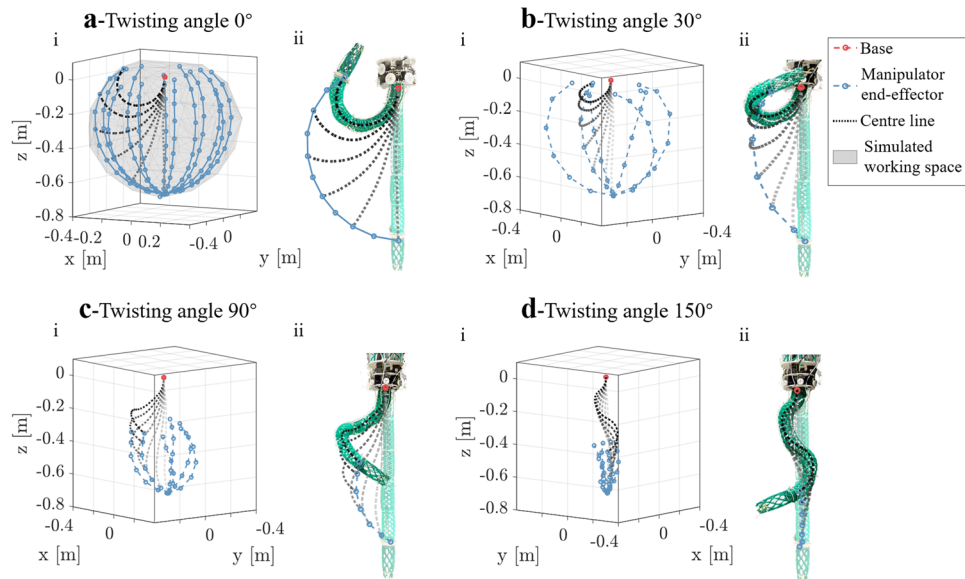 a-Twisting angle 0°
i
ii
0
-0.2
-0.4
-0.6
-0.8
z [m]
-0.4
-0.2
0
0.2
-0.4
0
x [m]
y [m]
b-Twisting angle 30°
i
ii
0
-0.2
-0.4
-0.6
-0.8
z [m]
-0.4
0
0
-0.4
x [m]
y [m]
Base
Manipulator
end-effector
Centre line
Simulated
working space
c-Twisting angle 90°
i
ii
0
-0.2
-0.4
-0.6
-0.8
z [m]
-0.4
0
0
-0.4
x [m]
y [m]
d-Twisting angle 150°
i
ii
0
-0.2
-0.4
-0.6
-0.8
z [m]
0
-0.4
0
-0.4
y [m]
x [m]